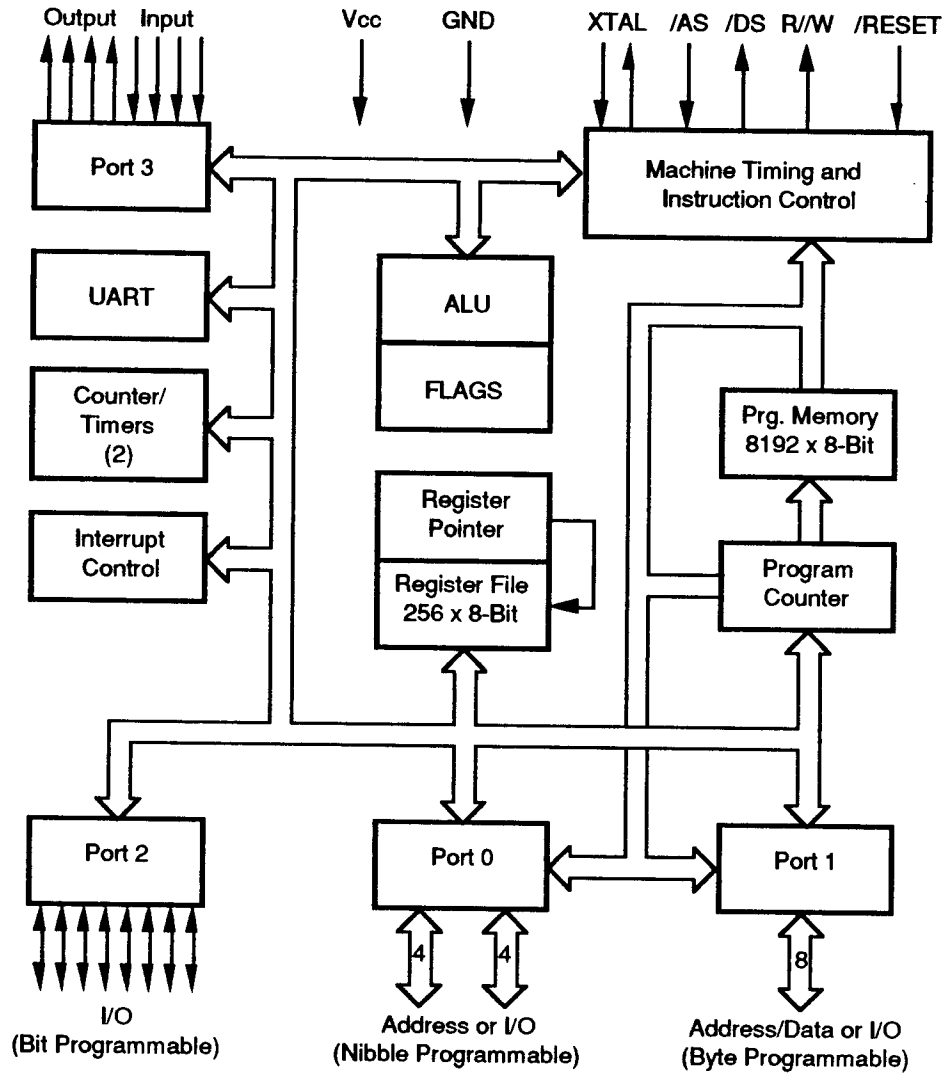 Output Input Vcc GND XTAL /AS /DS R//W /RESET
Port 3
Machine Timing and
Instruction Control
UART
ALU
FLAGS
Counter/
Timers
(2)
Prg. Memory
8192 x 8-Bit
Register
Pointer
Interrupt
Control
Program
Counter
Register File
256 x 8-Bit
Port 2
Port 0
Port 1
4
4
8
I/O
(Bit Programmable)
Address or I/O
(Nibble Programmable)
Address/Data or I/O
(Byte Programmable)